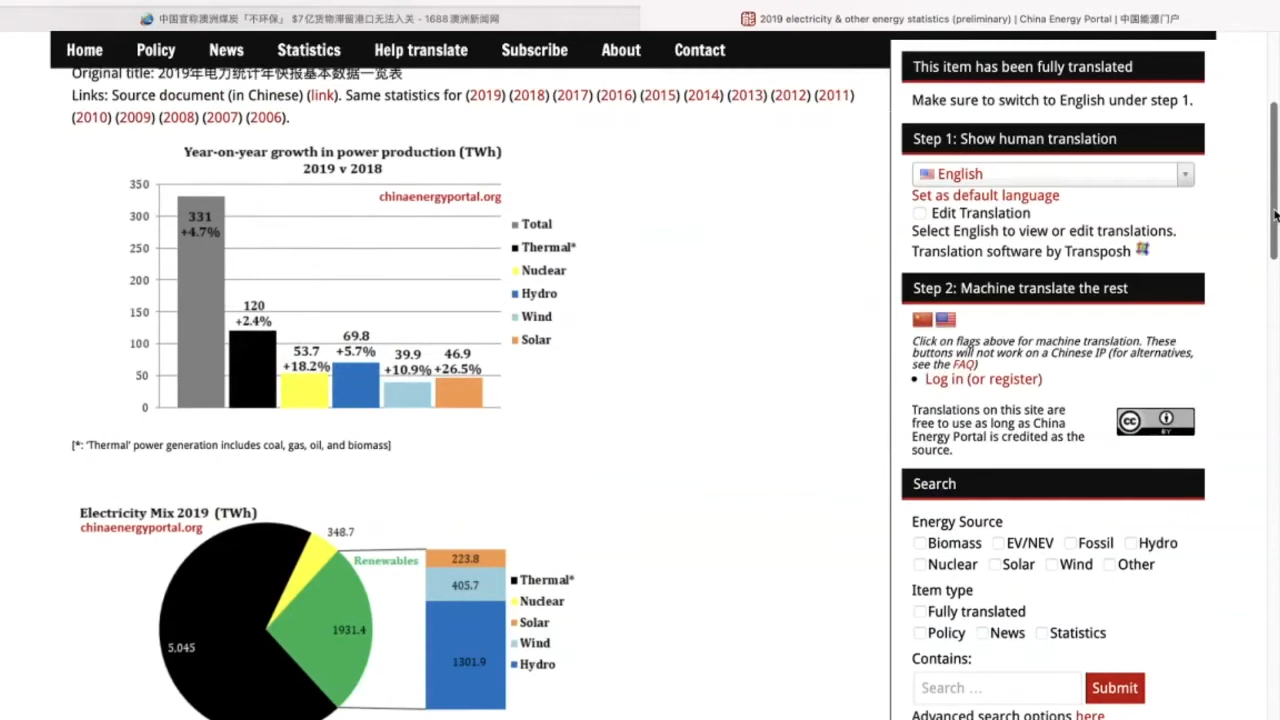 中国宣称澳洲煤炭「不环保」 $7亿货物滞留港口无法入关 - 1688澳洲新闻网
2019 electricity & other energy statistics (preliminary) | China Energy Portal | 中国能源门户
Home Policy News Statistics Help translate Subscribe About Contact
Original title: 2019年电力统计年快报基本数据一览表
Links: Source document (in Chinese) (link). Same statistics for (2019) (2018) (2017) (2016) (2015) (2014) (2013) (2012) (2011)
(2010) (2009) (2008) (2007) (2006).
Year-on-year growth in power production (TWh)
2019 v 2018
chinaenergyportal.org
350
300
250
200
150
100
50
0
331
+4.7%
120
+2.4%
53.7
+18.2%
69.8
+5.7%
39.9
+10.9%
46.9
+26.5%
Total
Thermal*
Nuclear
Hydro
Wind
Solar
[*: ‘Thermal’ power generation includes coal, gas, oil, and biomass]
Electricity Mix 2019 (TWh)
chinaenergyportal.org
348.7
Renewables
5.045
1931.4
223.8
405.7
1301.9
Thermal*
Nuclear
Solar
Wind
Hydro
This item has been fully translated
Make sure to switch to English under step 1.
Step 1: Show human translation
English
Set as default language
Edit Translation
Select English to view or edit translations.
Translation software by Transposh
Step 2: Machine translate the rest
Click on flags above for machine translation. These
buttons will not work on a Chinese IP (for alternatives,
see the FAQ)
• Log in (or register)
Translations on this site are
free to use as long as China
Energy Portal is credited as the
source.
cc BY
Search
Energy Source
Biomass EV/NEV Fossil Hydro
Nuclear Solar Wind Other
Item type
Fully translated
Policy News Statistics
Contains:
Search ... Submit
Advanced search options here